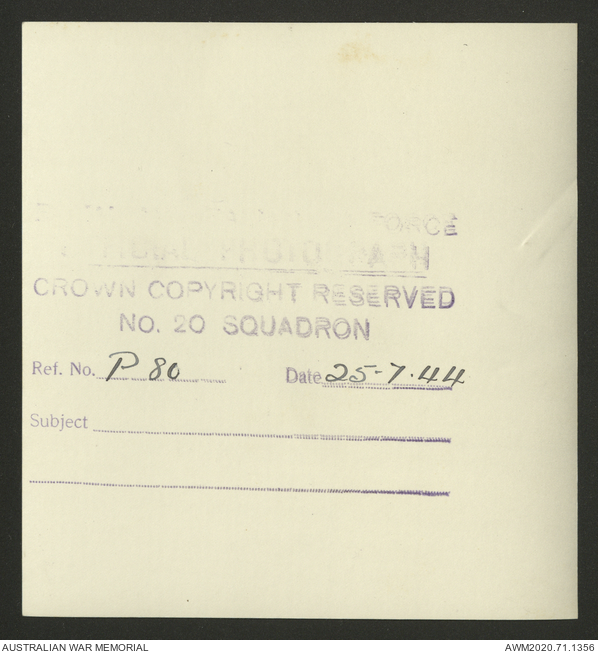 FORCE
PHOTOGRAPH
CROWN COPYRIGHT RESERVED
NO. 20 SQUADRON
Ref. No. P 80 Date 25-7-44
Subject
AUSTRALIAN WAR MEMORIAL AWM2020.71.1356